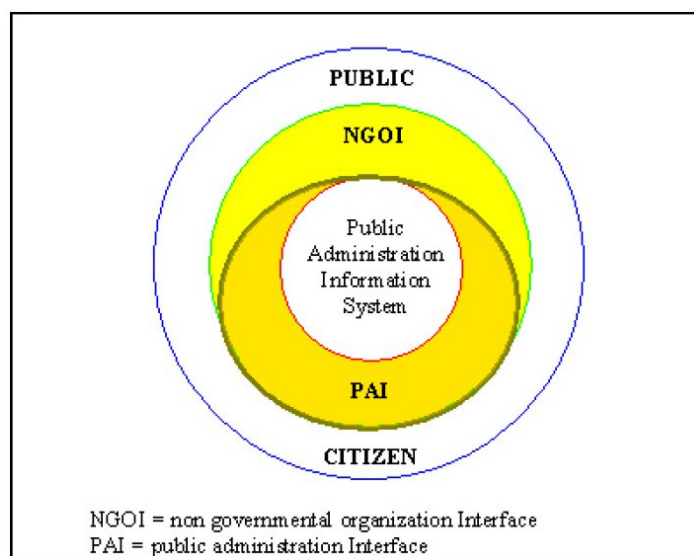 PUBLIC
NGOI
Public
Administration
Information
System
PAI
CITIZEN
NGOI = non governmental organization Interface
PAI = public administration Interface